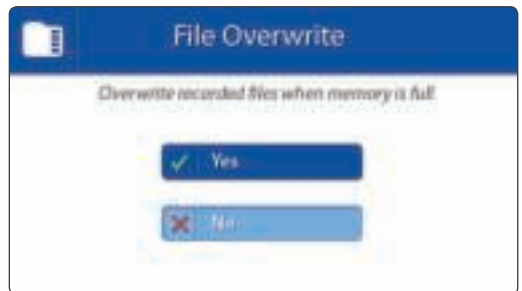 File Overwrite
Overwrite recorded files when memory is full.
Yes
No